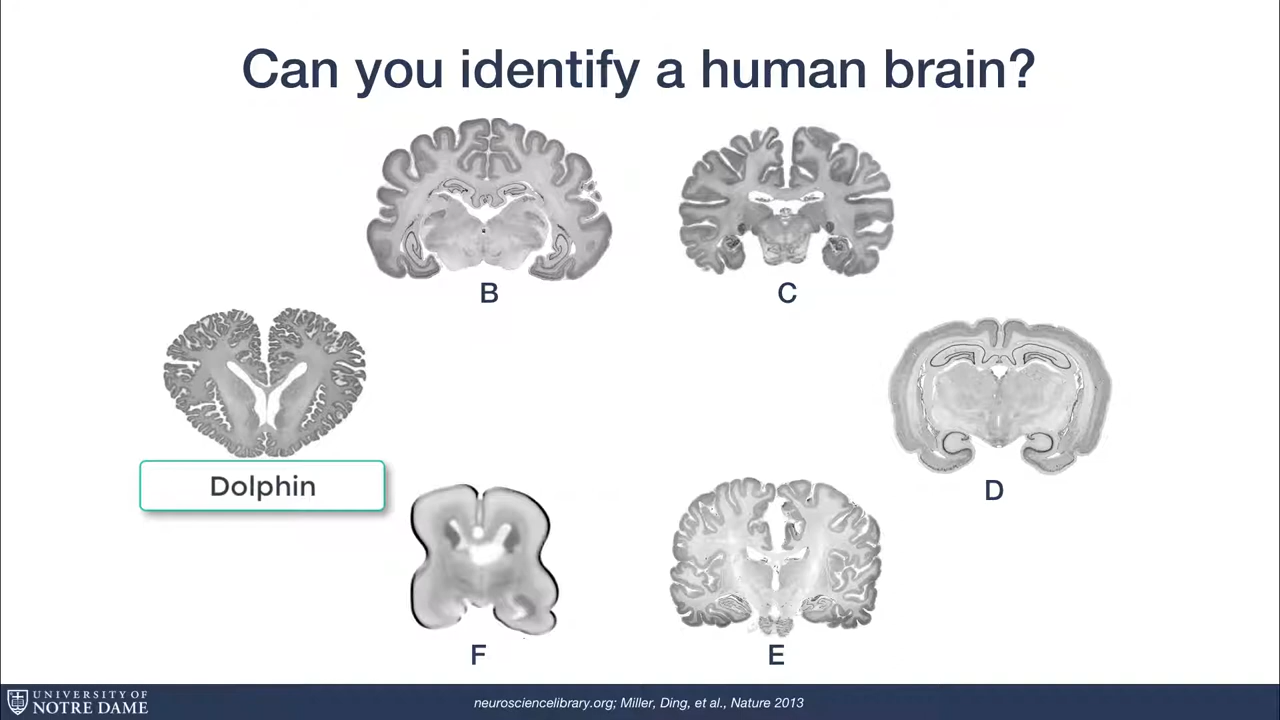 Can you identify a human brain?
B
C
Dolphin
D
F
E
UNIVERSITY OF
NOTRE DAME
neurosciencelibrary.org; Miller, Ding, et al., Nature 2013